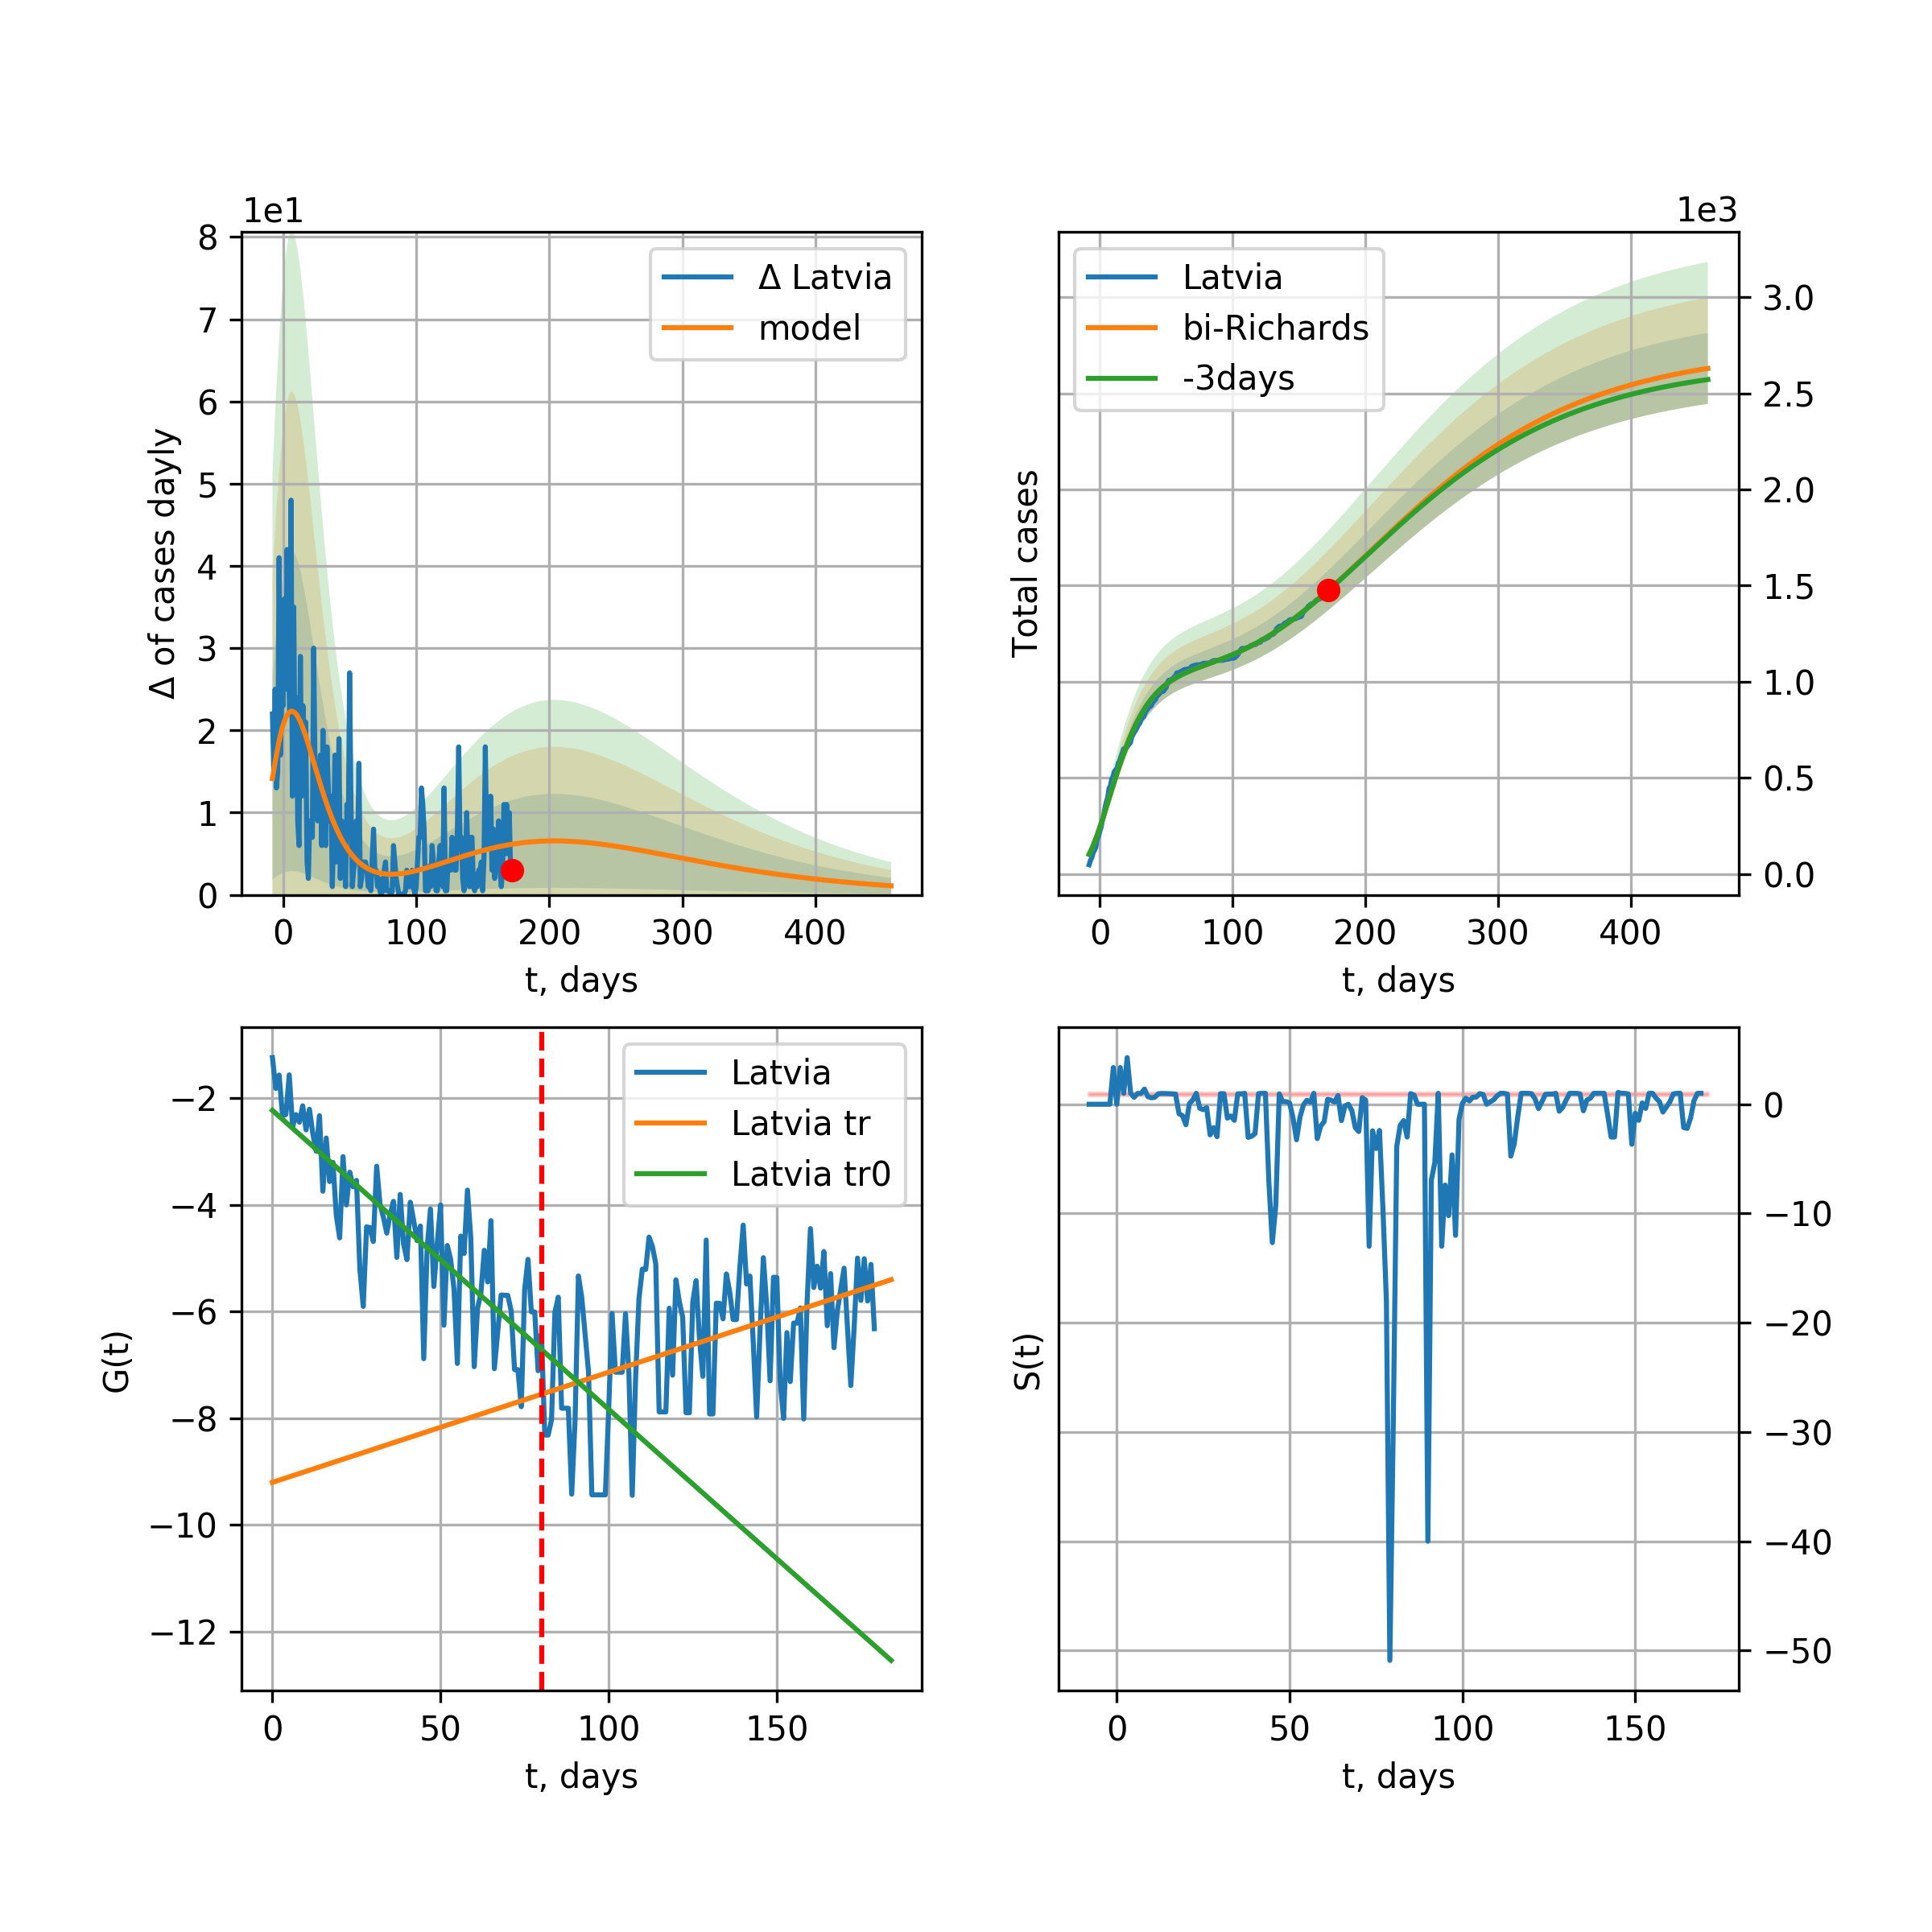 1e1
8
7
6
5
4
3
2
1
0
Δ of cases dayly
Δ Latvia
model
0 100 200 300 400
t, days
1e3
3.0
2.5
2.0
1.5
1.0
0.5
0.0
Total cases
Latvia
bi-Richards
-3days
0 100 200 300 400
t, days
−2
−4
−6
−8
−10
−12
G(t)
Latvia
Latvia tr
Latvia tr0
0 50 100 150
t, days
0
−10
−20
−30
−40
−50
S(t)
0 50 100 150
t, days